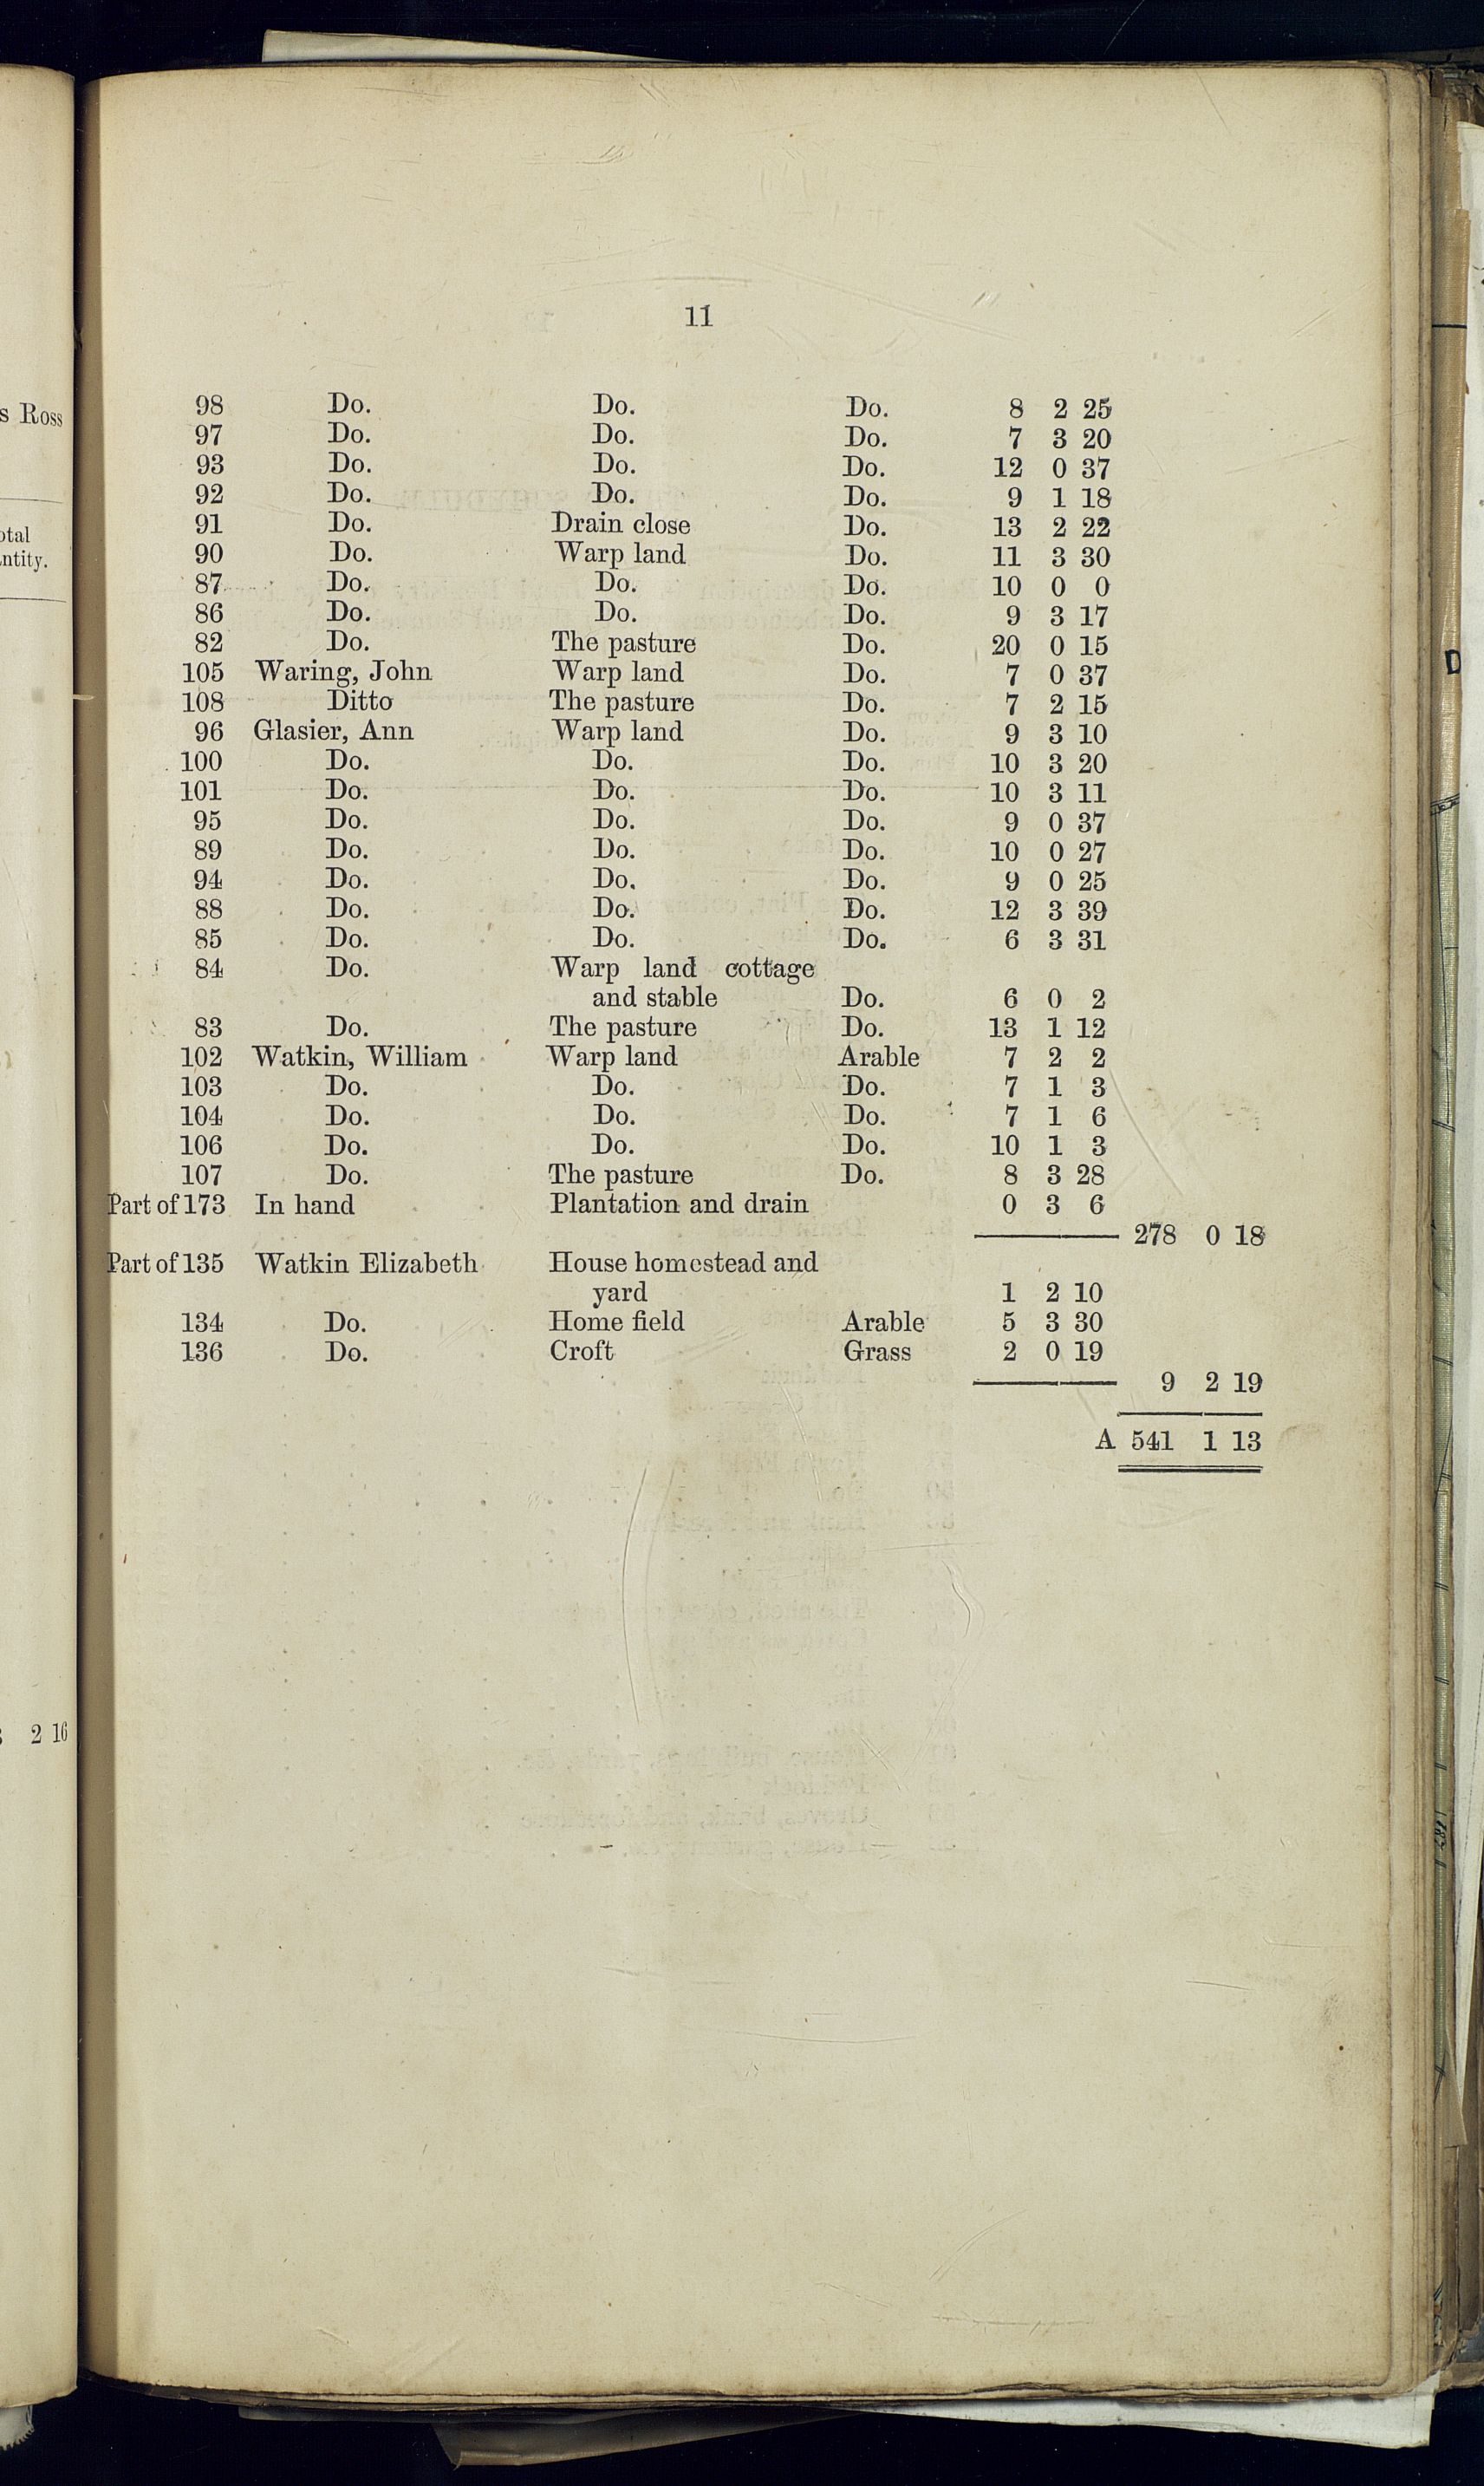 s Ross
otal
ntity.
2 16
11
98 Do. Do. Do. 8 2 25
97 Do. Do. Do. 7 3 20
93 Do. Do. Do. 12 0 37
92 Do. Do. Do. 9 1 18
91 Do. Drain close Do. 13 2 22
90 Do. Warp land Do. 11 3 30
87 Do. Do. Do. 10 0 0
86 Do. Do. Do. 9 3 17
82 Do. The pasture Do. 20 0 15
105 Waring, John Warp land Do. 7 0 37
108 Ditto The pasture Do. 7 2 15
96 Glasier, Ann Warp land Do. 9 3 10
100 Do. Do. Do. 10 3 20
101 Do. Do. Do. 10 3 11
95 Do. Do. Do. 9 0 37
89 Do. Do. Do. 10 0 27
94 Do. Do. Do. 9 0 25
88 Do. Do. Do. 12 3 39
85 Do. Do. Do. 6 3 31
84 Do. Warp land cottage
and stable Do. 6 0 2
83 Do. The pasture Do. 13 1 12
102 Watkin, William Warp land Arable 7 2 2
103 Do. Do. Do. 7 1 3
104 Do. Do. Do. 7 1 6
106 Do. Do. Do. 10 1 3
107 Do. The pasture Do. 8 3 28
Part of 173 In hand Plantation and drain 0 3 6
278 0 18
Part of 135 Watkin Elizabeth House homestead and
yard 1 2 10
134 Do. Home field Arable 5 3 30
136 Do. Croft Grass 2 0 19
9 2 19
A 541 1 13